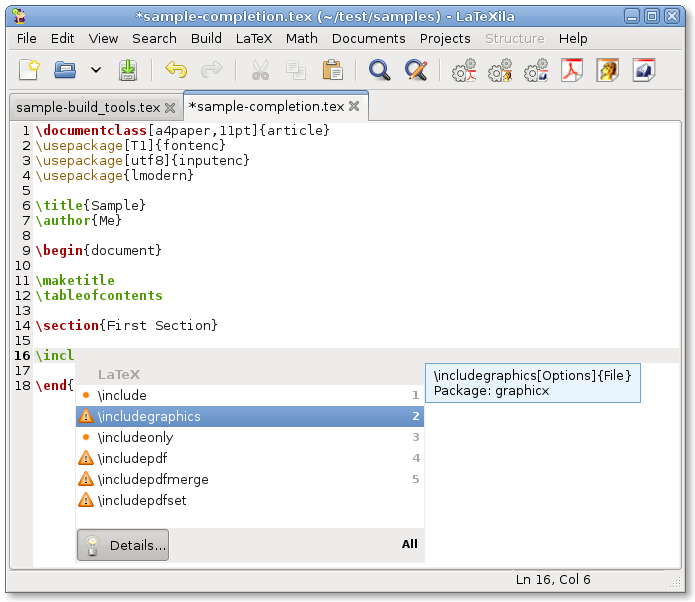 *sample-completion.tex (~/test/samples) - LaTeXila
File Edit View Search Build LaTeX Math Documents Projects Structure Help
sample-build_tools.tex *sample-completion.tex
1 \documentclass[a4paper,11pt]{article}
2 \usepackage[T1]{fontenc}
3 \usepackage[utf8]{inputenc}
4 \usepackage{lmodern}
5
6 \title{Sample}
7 \author{Me}
8
9 \begin{document}
10
11 \maketitle
12 \tableofcontents
13
14 \section{First Section}
15
16 \incl
17
18 \end{
LaTeX
\include 1
\includegraphics 2
\includeonly 3
\includepdf 4
\includepdfmerge 5
\includepdfset
Details... All
\includegraphics[Options]{File}
Package: graphicx
Ln 16, Col 6